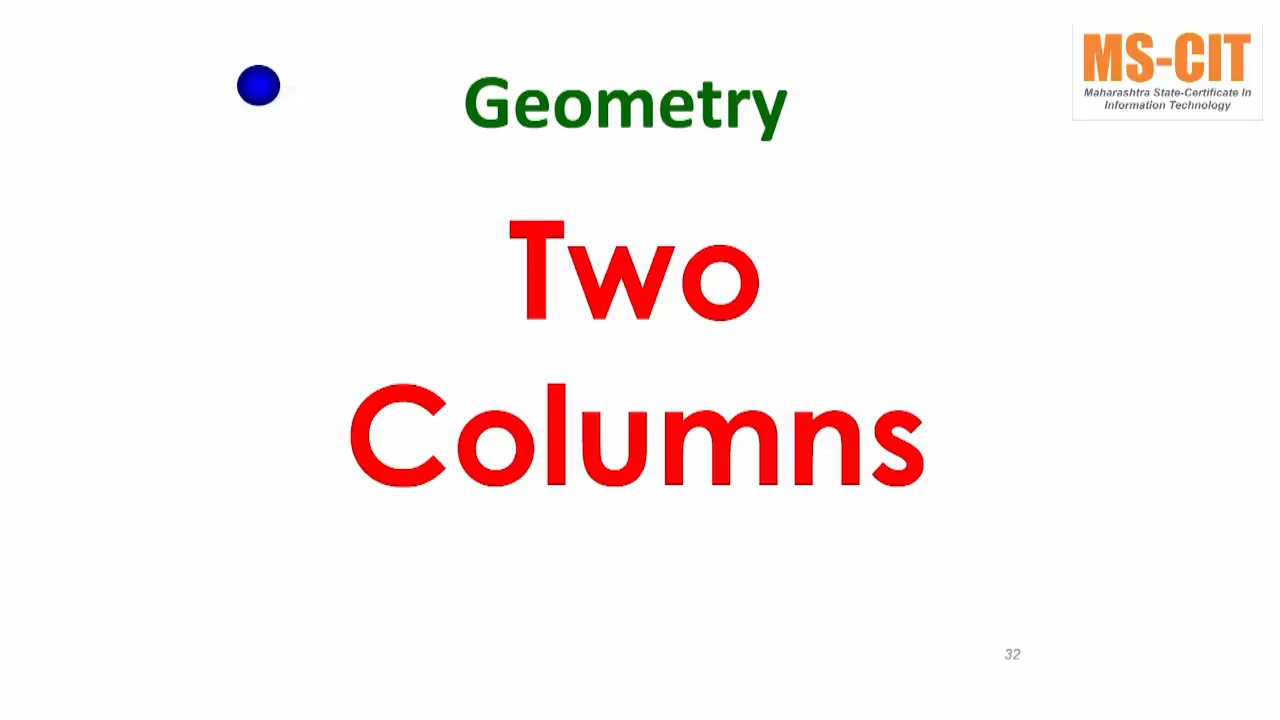 Geometry
MS-CIT
Maharashtra State-Certificate In
Information Technology
Two
Columns
32